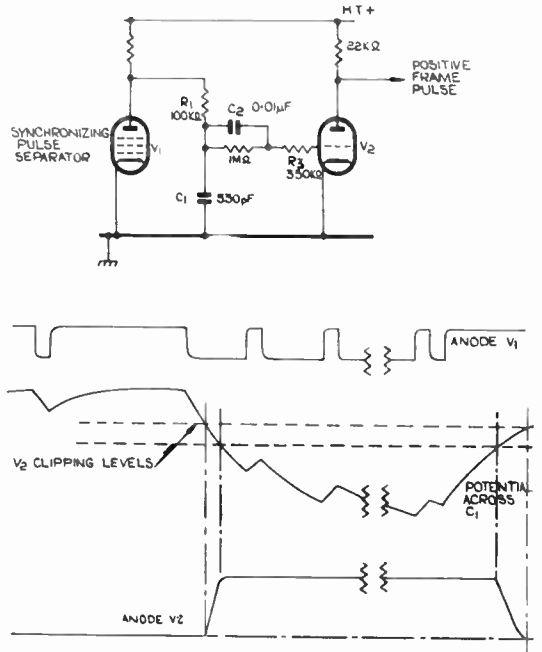 HT+
22KΩ
POSITIVE
FRAME
PULSE
R1
100KΩ
C2
0·01μF
SYNCHRONIZING
PULSE
SEPARATOR
V1
V2
1MΩ
R3
330KΩ
C1
330pF
ANODE V1
V2 CLIPPING LEVELS
POTENTIA
ACROSS
C1
ANODE V2